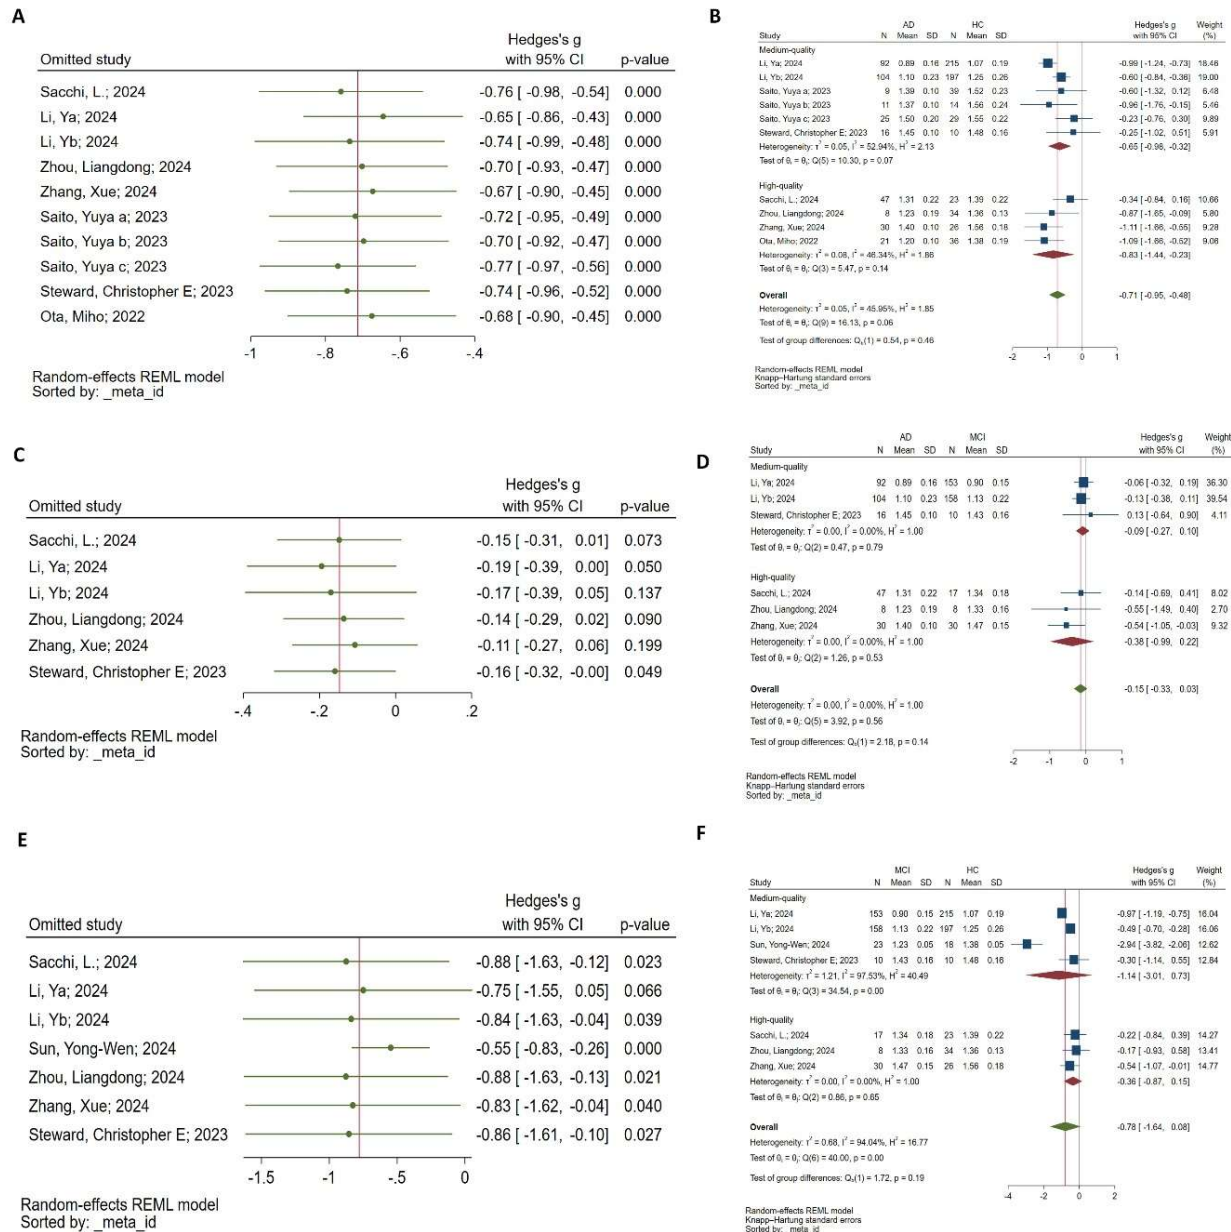 A
Hedges's g
Omitted study with 95% CI p-value
Sacchi, L.; 2024 -0.76 [ -0.98, -0.54] 0.000
Li, Ya; 2024 -0.65 [ -0.86, -0.43] 0.000
Li, Yb; 2024 -0.74 [ -0.99, -0.48] 0.000
Zhou, Liangdong; 2024 -0.70 [ -0.93, -0.47] 0.000
Zhang, Xue; 2024 -0.67 [ -0.90, -0.45] 0.000
Saito, Yuya a; 2023 -0.72 [ -0.95, -0.49] 0.000
Saito, Yuya b; 2023 -0.70 [ -0.92, -0.47] 0.000
Saito, Yuya c; 2023 -0.77 [ -0.97, -0.56] 0.000
Steward, Christopher E; 2023 -0.74 [ -0.96, -0.52] 0.000
Ota, Miho; 2022 -0.68 [ -0.90, -0.45] 0.000
-1 -.8 -.6 -.4
Random-effects REML model
Sorted by: _meta_id
B
AD HC Hedges's g Weight
Study N Mean SD N Mean SD with 95% CI (%)
Medium-quality
Li, Ya; 2024 92 0.89 0.16 215 1.07 0.19 -0.99 [ -1.24, -0.73] 18.46
Li, Yb; 2024 104 1.10 0.23 197 1.25 0.26 -0.60 [ -0.84, -0.36] 19.00
Saito, Yuya a; 2023 9 1.39 0.10 39 1.52 0.23 -0.60 [ -1.32, 0.12] 6.48
Saito, Yuya b; 2023 11 1.37 0.10 14 1.56 0.24 -0.96 [ -1.76, -0.15] 5.46
Saito, Yuya c; 2023 25 1.50 0.20 29 1.55 0.22 -0.23 [ -0.76, 0.30] 9.89
Steward, Christopher E; 2023 16 1.45 0.10 10 1.48 0.16 -0.25 [ -1.02, 0.51] 5.91
Heterogeneity: τ² = 0.05, I² = 52.94%, H² = 2.13 -0.65 [ -0.98, -0.32]
Test of θᵢ = θⱼ: Q(5) = 10.30, p = 0.07
High-quality
Sacchi, L.; 2024 47 1.31 0.22 23 1.39 0.22 -0.34 [ -0.84, 0.16] 10.66
Zhou, Liangdong; 2024 8 1.23 0.19 34 1.36 0.13 -0.87 [ -1.65, -0.09] 5.80
Zhang, Xue; 2024 30 1.40 0.10 26 1.56 0.18 -1.11 [ -1.66, -0.55] 9.28
Ota, Miho; 2022 21 1.20 0.10 36 1.38 0.19 -1.09 [ -1.66, -0.52] 9.06
Heterogeneity: τ² = 0.08, I² = 46.34%, H² = 1.86 -0.83 [ -1.44, -0.23]
Test of θᵢ = θⱼ: Q(3) = 5.47, p = 0.14
Overall -0.71 [ -0.95, -0.48]
Heterogeneity: τ² = 0.05, I² = 45.95%, H² = 1.85
Test of θᵢ = θⱼ: Q(9) = 16.13, p = 0.06
Test of group differences: Q_b(1) = 0.54, p = 0.46
-2 -1 0 1
Random-effects REML model
Knapp–Hartung standard errors
Sorted by: _meta_id
C
Hedges's g
Omitted study with 95% CI p-value
Sacchi, L.; 2024 -0.15 [ -0.31, 0.01] 0.073
Li, Ya; 2024 -0.19 [ -0.39, 0.00] 0.050
Li, Yb; 2024 -0.17 [ -0.39, 0.05] 0.137
Zhou, Liangdong; 2024 -0.14 [ -0.29, 0.02] 0.090
Zhang, Xue; 2024 -0.11 [ -0.27, 0.06] 0.199
Steward, Christopher E; 2023 -0.16 [ -0.32, -0.00] 0.049
-.4 -.2 0 .2
Random-effects REML model
Sorted by: _meta_id
D
AD MCI Hedges's g Weight
Study N Mean SD N Mean SD with 95% CI (%)
Medium-quality
Li, Ya; 2024 92 0.89 0.16 153 0.90 0.15 -0.06 [ -0.32, 0.19] 36.30
Li, Yb; 2024 104 1.10 0.23 158 1.13 0.22 -0.13 [ -0.38, 0.11] 39.54
Steward, Christopher E; 2023 16 1.45 0.10 10 1.43 0.16 0.13 [ -0.64, 0.90] 4.11
Heterogeneity: τ² = 0.00, I² = 0.00%, H² = 1.00 -0.09 [ -0.27, 0.10]
Test of θᵢ = θⱼ: Q(2) = 0.47, p = 0.79
High-quality
Sacchi, L.; 2024 47 1.31 0.22 17 1.34 0.18 -0.14 [ -0.69, 0.41] 8.02
Zhou, Liangdong; 2024 8 1.23 0.19 8 1.33 0.16 -0.55 [ -1.49, 0.40] 2.70
Zhang, Xue; 2024 30 1.40 0.10 30 1.47 0.15 -0.54 [ -1.05, -0.03] 9.32
Heterogeneity: τ² = 0.00, I² = 0.00%, H² = 1.00 -0.38 [ -0.99, 0.22]
Test of θᵢ = θⱼ: Q(2) = 1.26, p = 0.53
Overall -0.15 [ -0.33, 0.03]
Heterogeneity: τ² = 0.00, I² = 0.00%, H² = 1.00
Test of θᵢ = θⱼ: Q(5) = 3.92, p = 0.56
Test of group differences: Q_b(1) = 2.18, p = 0.14
-2 -1 0 1
Random-effects REML model
Knapp–Hartung standard errors
Sorted by: _meta_id
E
Hedges's g
Omitted study with 95% CI p-value
Sacchi, L.; 2024 -0.88 [ -1.63, -0.12] 0.023
Li, Ya; 2024 -0.75 [ -1.55, 0.05] 0.066
Li, Yb; 2024 -0.84 [ -1.63, -0.04] 0.039
Sun, Yong-Wen; 2024 -0.55 [ -0.83, -0.26] 0.000
Zhou, Liangdong; 2024 -0.88 [ -1.63, -0.13] 0.021
Zhang, Xue; 2024 -0.83 [ -1.62, -0.04] 0.040
Steward, Christopher E; 2023 -0.86 [ -1.61, -0.10] 0.027
-1.5 -1 -.5 0
Random-effects REML model
Sorted by: _meta_id
F
MCI HC Hedges's g Weight
Study N Mean SD N Mean SD with 95% CI (%)
Medium-quality
Li, Ya; 2024 153 0.90 0.15 215 1.07 0.19 -0.97 [ -1.19, -0.75] 16.04
Li, Yb; 2024 158 1.13 0.22 197 1.25 0.26 -0.49 [ -0.70, -0.28] 16.06
Sun, Yong-Wen; 2024 23 1.23 0.05 18 1.38 0.05 -2.94 [ -3.82, -2.06] 12.62
Steward, Christopher E; 2023 10 1.43 0.16 10 1.48 0.16 -0.30 [ -1.14, 0.55] 12.84
Heterogeneity: τ² = 1.21, I² = 97.53%, H² = 40.49 -1.14 [ -3.01, 0.73]
Test of θᵢ = θⱼ: Q(3) = 34.54, p = 0.00
High-quality
Sacchi, L.; 2024 17 1.34 0.18 23 1.39 0.22 -0.22 [ -0.84, 0.39] 14.27
Zhou, Liangdong; 2024 8 1.33 0.16 34 1.36 0.13 -0.17 [ -0.93, 0.58] 13.41
Zhang, Xue; 2024 30 1.47 0.15 26 1.56 0.18 -0.54 [ -1.07, -0.01] 14.77
Heterogeneity: τ² = 0.00, I² = 0.00%, H² = 1.00 -0.36 [ -0.87, 0.15]
Test of θᵢ = θⱼ: Q(2) = 0.86, p = 0.65
Overall -0.78 [ -1.64, 0.08]
Heterogeneity: τ² = 0.68, I² = 94.04%, H² = 16.77
Test of θᵢ = θⱼ: Q(6) = 40.00, p = 0.00
Test of group differences: Q_b(1) = 1.72, p = 0.19
-4 -2 0 2
Random-effects REML model
Knapp–Hartung standard errors
Sorted by: _meta_id